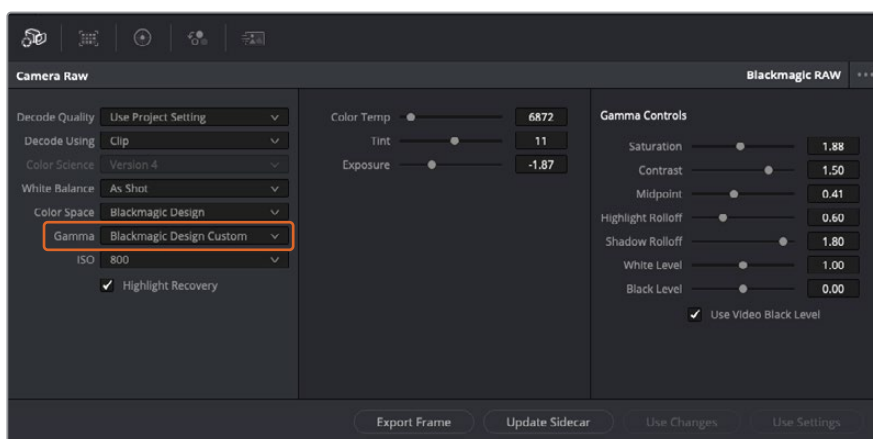 Camera Raw
Blackmagic RAW
Decode Quality Use Project Setting
Decode Using Clip
Color Science Version 4
White Balance As Shot
Color Space Blackmagic Design
Gamma Blackmagic Design Custom
ISO 800
Highlight Recovery
Color Temp 6872
Tint 11
Exposure -1.87
Gamma Controls
Saturation 1.88
Contrast 1.50
Midpoint 0.41
Highlight Rolloff 0.60
Shadow Rolloff 1.80
White Level 1.00
Black Level 0.00
Use Video Black Level
Export Frame
Update Sidecar
Use Changes
Use Settings